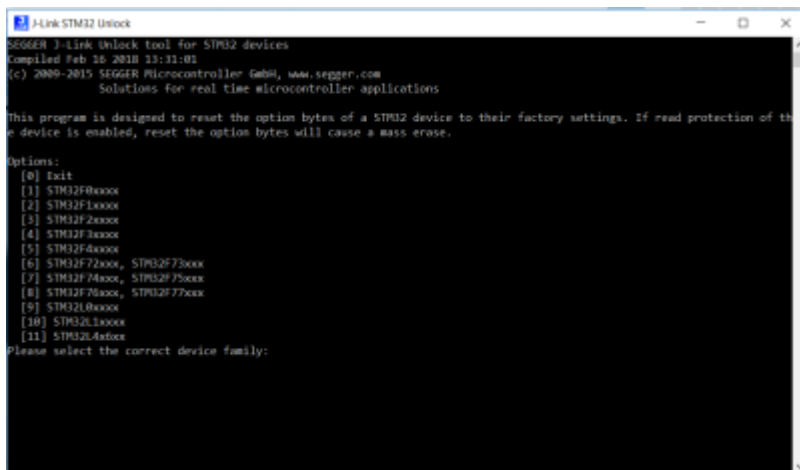 J-Link STM32 Unlock
SEGGER J-Link Unlock tool for STM32 devices
Compiled Feb 16 2018 13:31:01
(c) 2009-2015 SEGGER Microcontroller GmbH, www.segger.com
Solutions for real time microcontroller applications
This program is designed to reset the option bytes of a STM32 device to their factory settings. If read protection of th
e device is enabled, reset the option bytes will cause a mass erase.
Options:
[0] Exit
[1] STM32F0xxxx
[2] STM32F1xxxx
[3] STM32F2xxxx
[4] STM32F3xxxx
[5] STM32F4xxxx
[6] STM32F72xxx, STM32F73xxx
[7] STM32F74xxx, STM32F75xxx
[8] STM32F76xxx, STM32F77xxx
[9] STM32L0xxxx
[10] STM32L1xxxx
[11] STM32L4x6xx
Please select the correct device family: